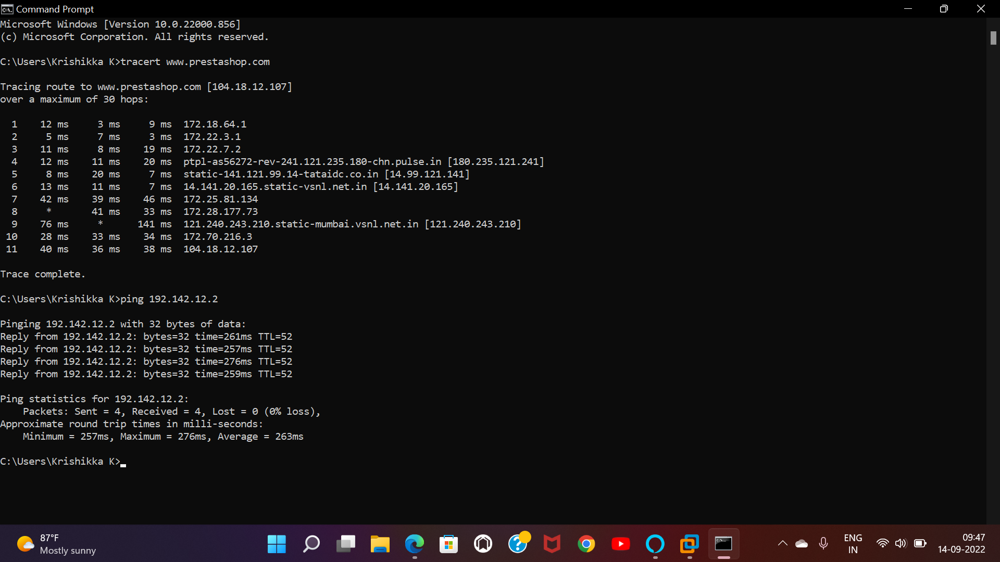 Command Prompt
Microsoft Windows [Version 10.0.22000.856]
(c) Microsoft Corporation. All rights reserved.
C:\Users\Krishikka K>tracert www.prestashop.com
Tracing route to www.prestashop.com [104.18.12.107]
over a maximum of 30 hops:
1 12 ms 3 ms 9 ms 172.18.64.1
2 5 ms 7 ms 3 ms 172.22.3.1
3 11 ms 8 ms 19 ms 172.22.7.2
4 12 ms 11 ms 20 ms ptpl-as56272-rev-241.121.235.180-chn.pulse.in [180.235.121.241]
5 8 ms 20 ms 7 ms static-141.121.99.14-tataidc.co.in [14.99.121.141]
6 13 ms 11 ms 7 ms 14.141.20.165.static-vsnl.net.in [14.141.20.165]
7 42 ms 39 ms 46 ms 172.25.81.134
8 * 41 ms 33 ms 172.28.177.73
9 76 ms * 141 ms 121.240.243.210.static-mumbai.vsnl.net.in [121.240.243.210]
10 28 ms 33 ms 34 ms 172.70.216.3
11 40 ms 36 ms 38 ms 104.18.12.107
Trace complete.
C:\Users\Krishikka K>ping 192.142.12.2
Pinging 192.142.12.2 with 32 bytes of data:
Reply from 192.142.12.2: bytes=32 time=261ms TTL=52
Reply from 192.142.12.2: bytes=32 time=257ms TTL=52
Reply from 192.142.12.2: bytes=32 time=276ms TTL=52
Reply from 192.142.12.2: bytes=32 time=259ms TTL=52
Ping statistics for 192.142.12.2:
Packets: Sent = 4, Received = 4, Lost = 0 (0% loss),
Approximate round trip times in milli-seconds:
Minimum = 257ms, Maximum = 276ms, Average = 263ms
C:\Users\Krishikka K>
87°F
Mostly sunny
ENG
IN
09:47
14-09-2022